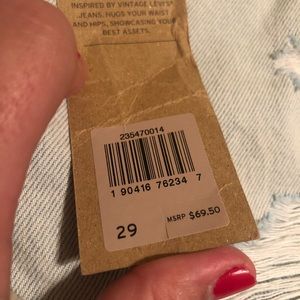 INSPIRED BY VINTAGE LEVI'S®
JEANS. HUGS YOUR WAIST
AND HIPS, SHOWCASING YOUR
BEST ASSETS.
235470014
1 90416 76234 7
29
MSRP $69.50